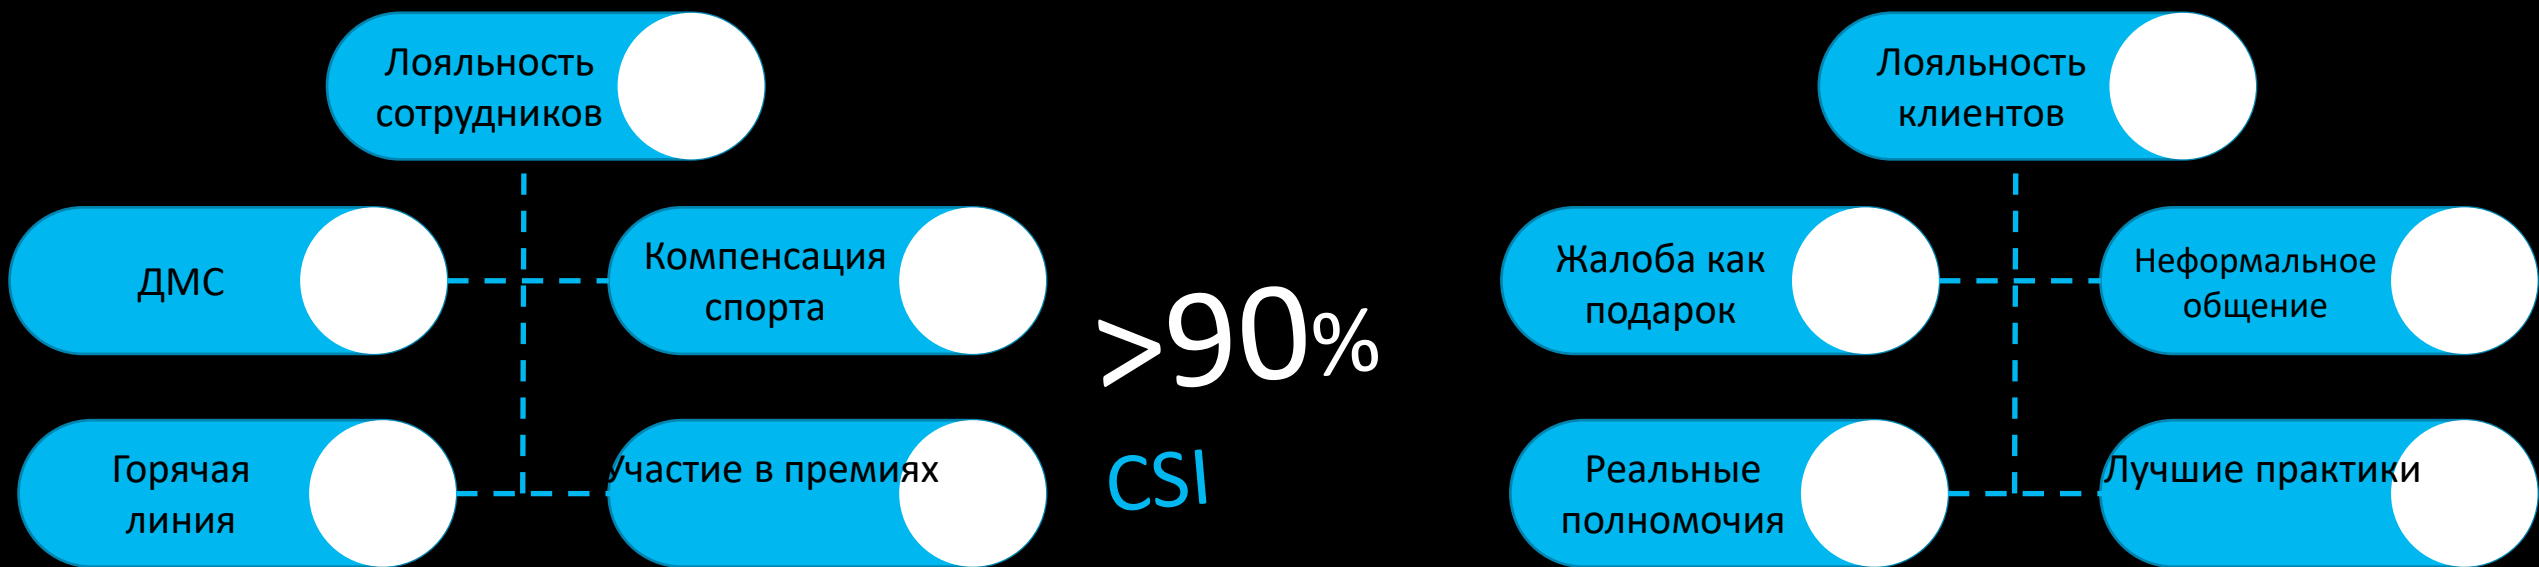 Лояльность
сотрудников
ДМС
Компенсация
спорта
Горячая
линия
Участие в премиях
>90%
CSI
Лояльность
клиентов
Жалоба как
подарок
Неформальное
общение
Реальные
полномочия
Лучшие практики